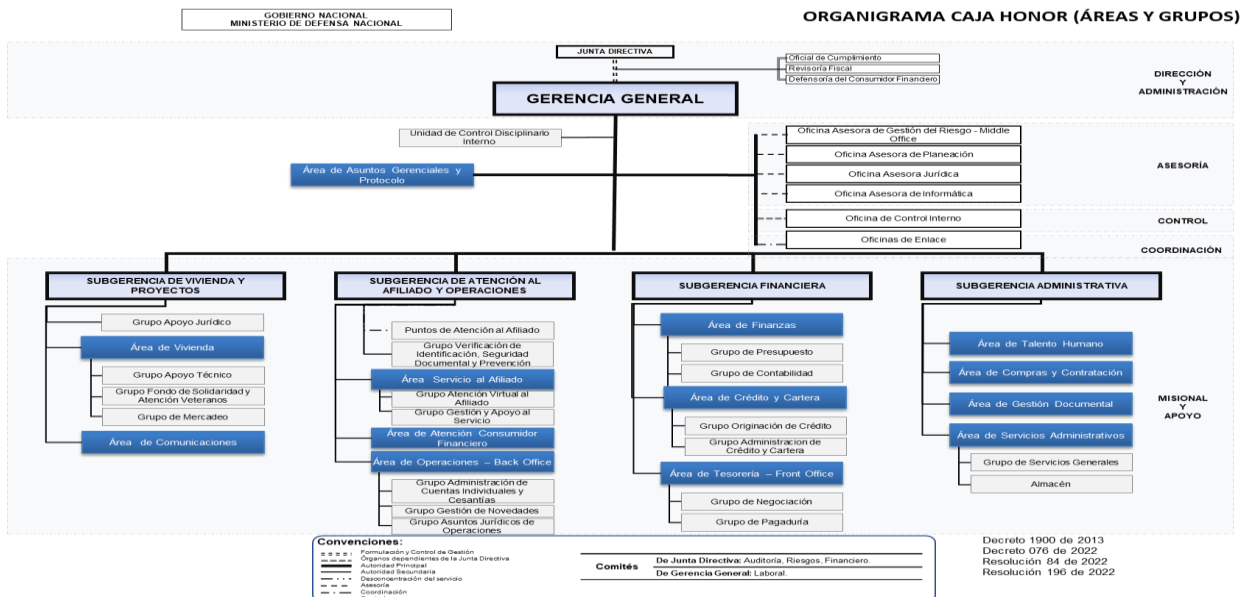 GOBIERNO NACIONAL
MINISTERIO DE DEFENSA NACIONAL
ORGANIGRAMA CAJA HONOR (ÁREAS Y GRUPOS)
JUNTA DIRECTIVA
Oficial de Cumplimiento
Revisoría Fiscal
Defensoría del Consumidor Financiero
DIRECCIÓN
Y
ADMINISTRACIÓN
GERENCIA GENERAL
Unidad de Control Disciplinario
Interno
Área de Asuntos Gerenciales y
Protocolo
Oficina Asesora de Gestión del Riesgo - Middle
Office
Oficina Asesora de Planeación
Oficina Asesora Jurídica
Oficina Asesora de Informática
ASESORÍA
Oficina de Control Interno
CONTROL
Oficinas de Enlace
COORDINACIÓN
SUBGERENCIA DE VIVIENDA Y
PROYECTOS
Grupo Apoyo Jurídico
Área de Vivienda
Grupo Apoyo Técnico
Grupo Fondo de Solidaridad y
Atención Veteranos
Grupo de Mercadeo
Área de Comunicaciones
SUBGERENCIA DE ATENCIÓN AL
AFILIADO Y OPERACIONES
Puntos de Atención al Afiliado
Grupo Verificación de
Identificación, Seguridad
Documental y Prevención
Área Servicio al Afiliado
Grupo Atención Virtual al
Afiliado
Grupo Gestión y Apoyo al
Servicio
Área de Atención Consumidor
Financiero
Área de Operaciones – Back Office
Grupo Administración de
Cuentas Individuales y
Cesantías
Grupo Gestión de Novedades
Grupo Asuntos Jurídicos de
Operaciones
SUBGERENCIA FINANCIERA
Área de Finanzas
Grupo de Presupuesto
Grupo de Contabilidad
Área de Crédito y Cartera
Grupo Originación de Crédito
Grupo Administracion de
Crédito y Cartera
Área de Tesorería – Front Office
Grupo de Negociación
Grupo de Pagaduría
SUBGERENCIA ADMINISTRATIVA
Área de Talento Humano
Área de Compras y Contratación
Área de Gestión Documental
Área de Servicios Administrativos
Grupo de Servicios Generales
Almacén
MISIONAL
Y
APOYO
Convenciones:
Formulación y Control de Gestión
Órganos dependientes de la Junta Directiva
Autoridad Principal
Autoridad Secundaria
Desconcentración del servicio
Asesoría
Coordinación
Comités
De Junta Directiva: Auditoría, Riesgos, Financiero.
De Gerencia General: Laboral.
Decreto 1900 de 2013
Decreto 076 de 2022
Resolución 84 de 2022
Resolución 196 de 2022